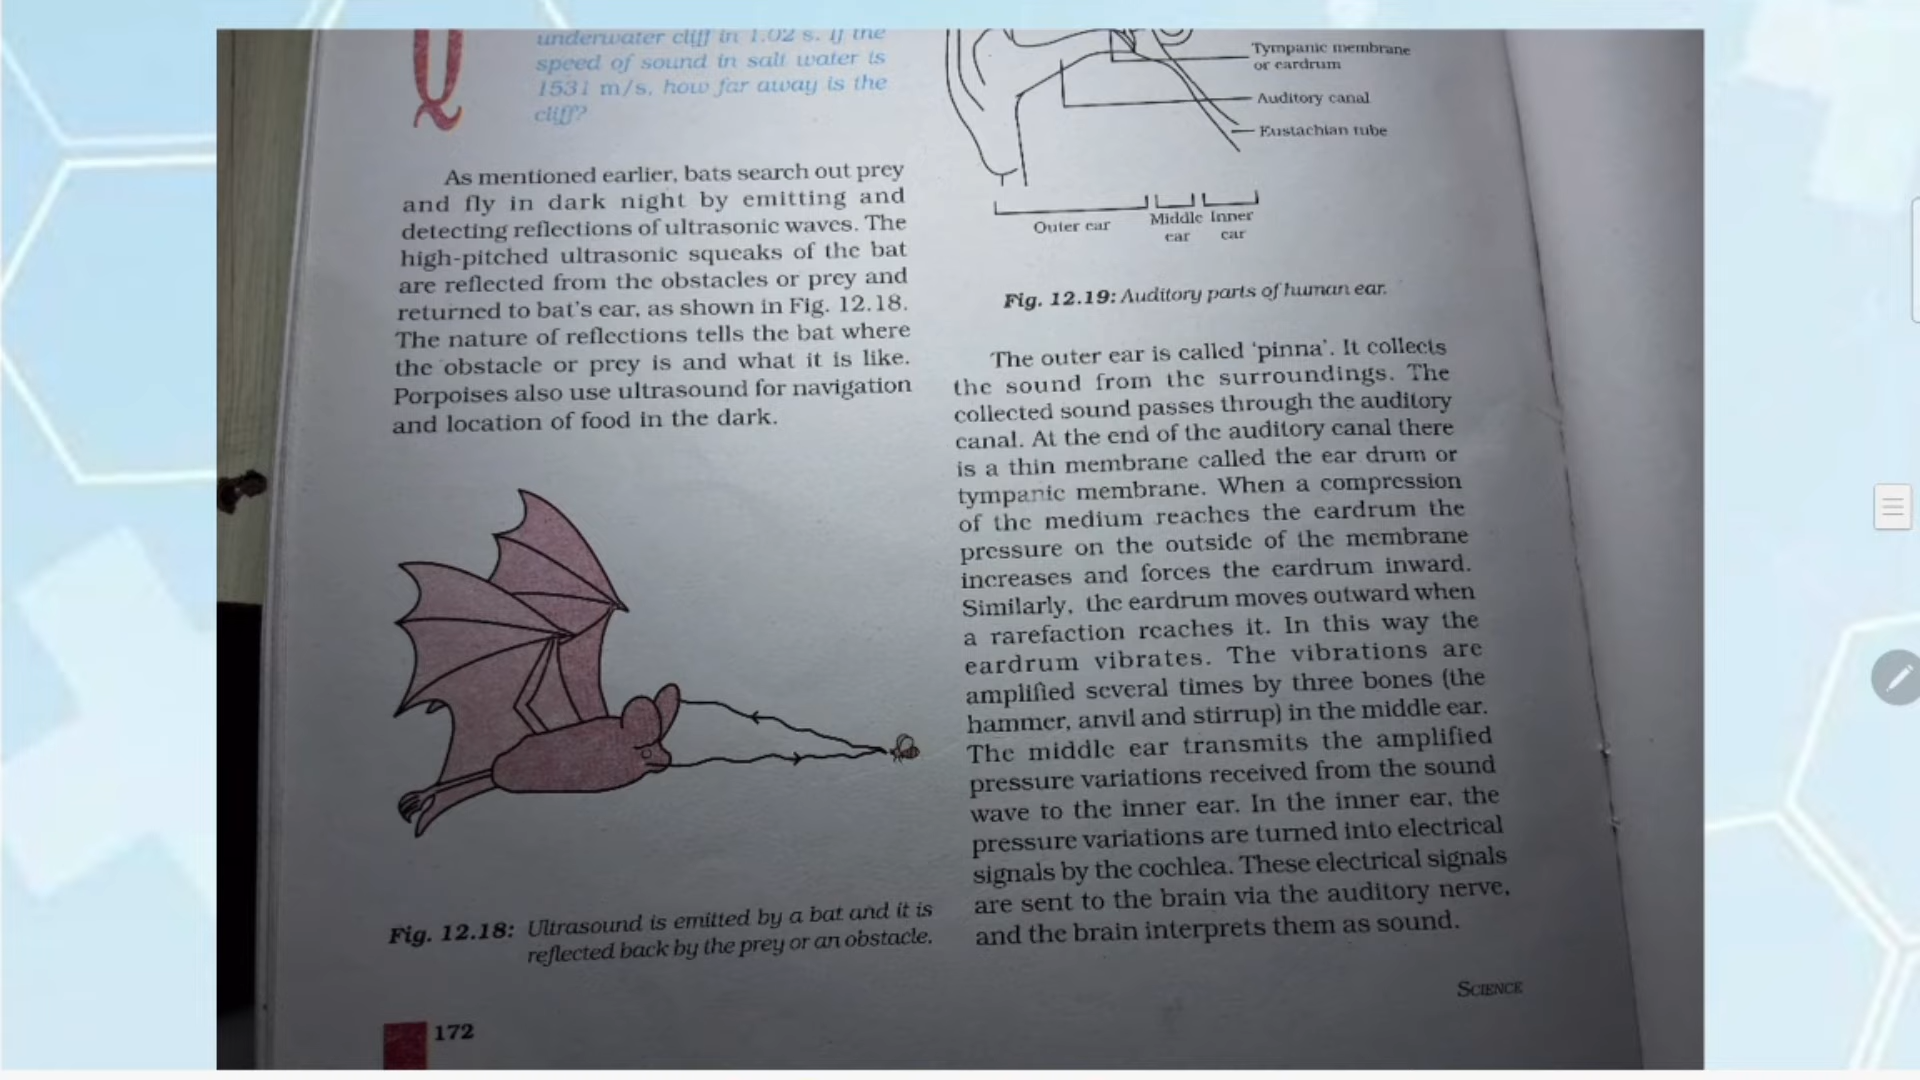 underwater cliff in 1.02 s. If the
speed of sound in salt water is
1531 m/s, how far away is the
cliff?
As mentioned earlier, bats search out prey
and fly in dark night by emitting and
detecting reflections of ultrasonic waves. The
high-pitched ultrasonic squeaks of the bat
are reflected from the obstacles or prey and
returned to bat's ear, as shown in Fig. 12.18.
The nature of reflections tells the bat where
the obstacle or prey is and what it is like.
Porpoises also use ultrasound for navigation
and location of food in the dark.
Fig. 12.18: Ultrasound is emitted by a bat and it is
reflected back by the prey or an obstacle.
172
Tympanic membrane
or eardrum
Auditory canal
Eustachian tube
Outer ear
Middle
ear
Inner
ear
Fig. 12.19: Auditory parts of human ear.
The outer ear is called 'pinna'. It collects
the sound from the surroundings. The
collected sound passes through the auditory
canal. At the end of the auditory canal there
is a thin membrane called the ear drum or
tympanic membrane. When a compression
of the medium reaches the eardrum the
pressure on the outside of the membrane
increases and forces the eardrum inward.
Similarly, the eardrum moves outward when
a rarefaction reaches it. In this way the
eardrum vibrates. The vibrations are
amplified several times by three bones (the
hammer, anvil and stirrup) in the middle ear.
The middle ear transmits the amplified
pressure variations received from the sound
wave to the inner ear. In the inner ear, the
pressure variations are turned into electrical
signals by the cochlea. These electrical signals
are sent to the brain via the auditory nerve,
and the brain interprets them as sound.
SCIENCE